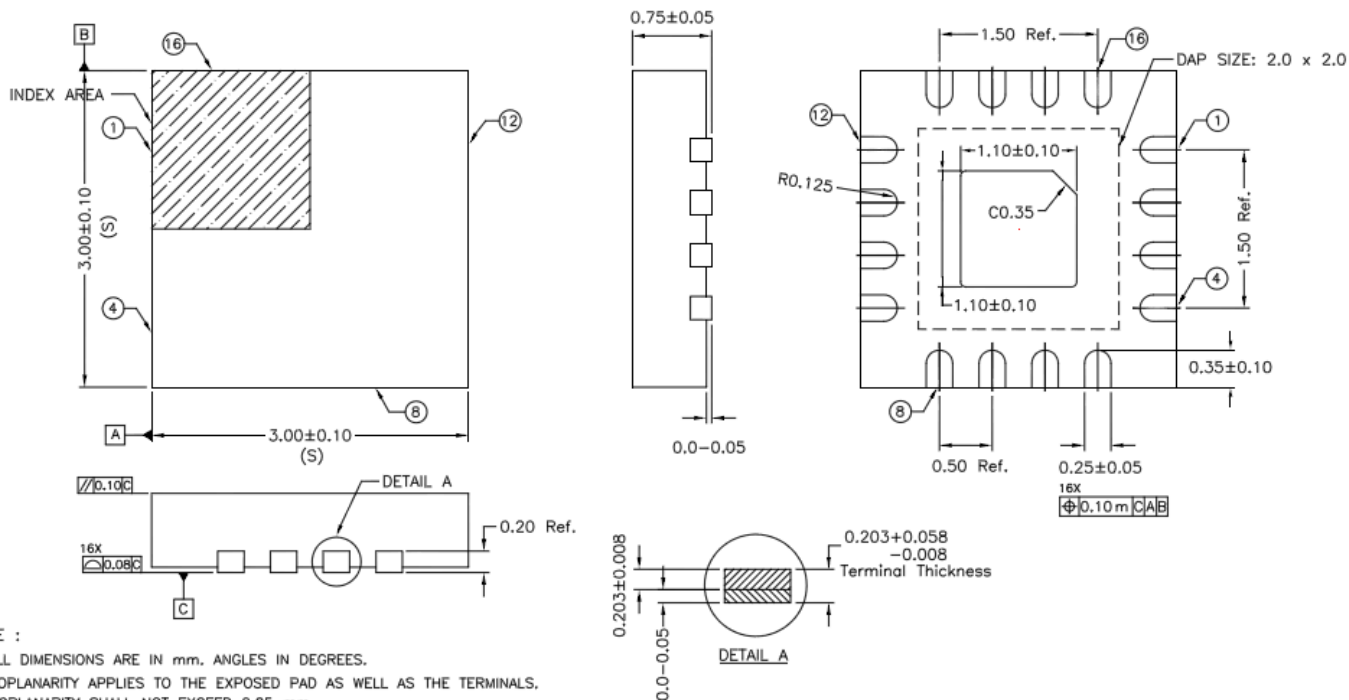 B
16
INDEX AREA
1
12
4
3.00±0.10
(S)
8
A
3.00±0.10
(S)
0.75±0.05
0.0-0.05
1.50 Ref.
16
DAP SIZE: 2.0 x 2.0
12
1
1.10±0.10
R0.125
C0.35
1.50 Ref.
1.10±0.10
4
0.35±0.10
8
0.50 Ref.
0.25±0.05
16X
⌖ 0.10 m C A B
// 0.10 C
DETAIL A
0.20 Ref.
16X
⌓ 0.08 C
C
0.203±0.008
0.0-0.05
0.203+0.058
-0.008
Terminal Thickness
DETAIL A
E :
LL DIMENSIONS ARE IN mm. ANGLES IN DEGREES.
OPLANARITY APPLIES TO THE EXPOSED PAD AS WELL AS THE TERMINALS.